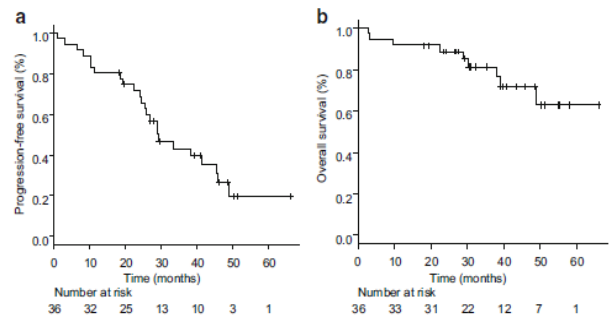 a
Progression-free survival (%)
1.0
0.8
0.6
0.4
0.2
0.0
0 10 20 30 40 50 60
Time (months)
Number at risk
36 32 25 13 10 3 1
b
Overall survival (%)
1.0
0.8
0.6
0.4
0.2
0.0
0 10 20 30 40 50 60
Time (months)
Number at risk
36 33 31 22 12 7 1